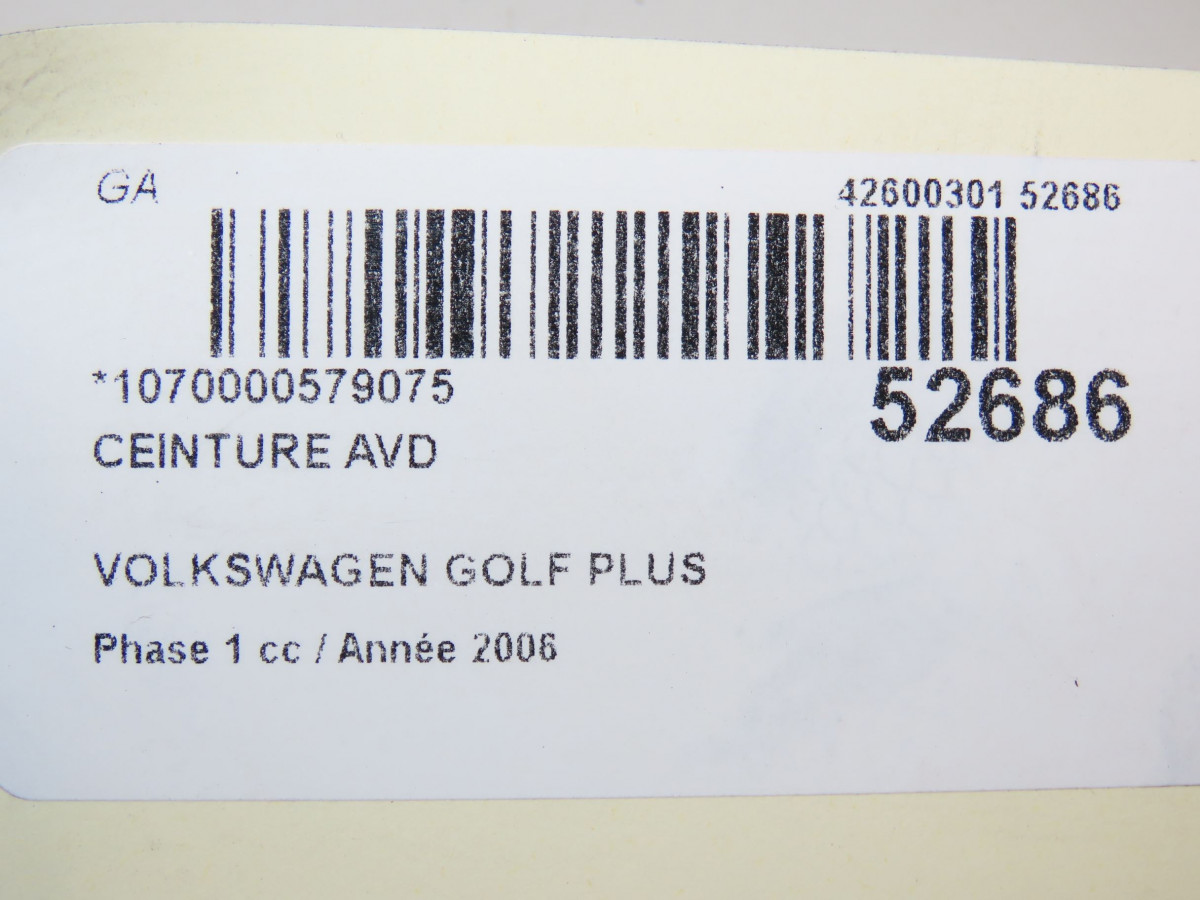 GA
42600301 52686
*1070000579075
52686
CEINTURE AVD
VOLKSWAGEN GOLF PLUS
Phase 1 cc / Année 2006